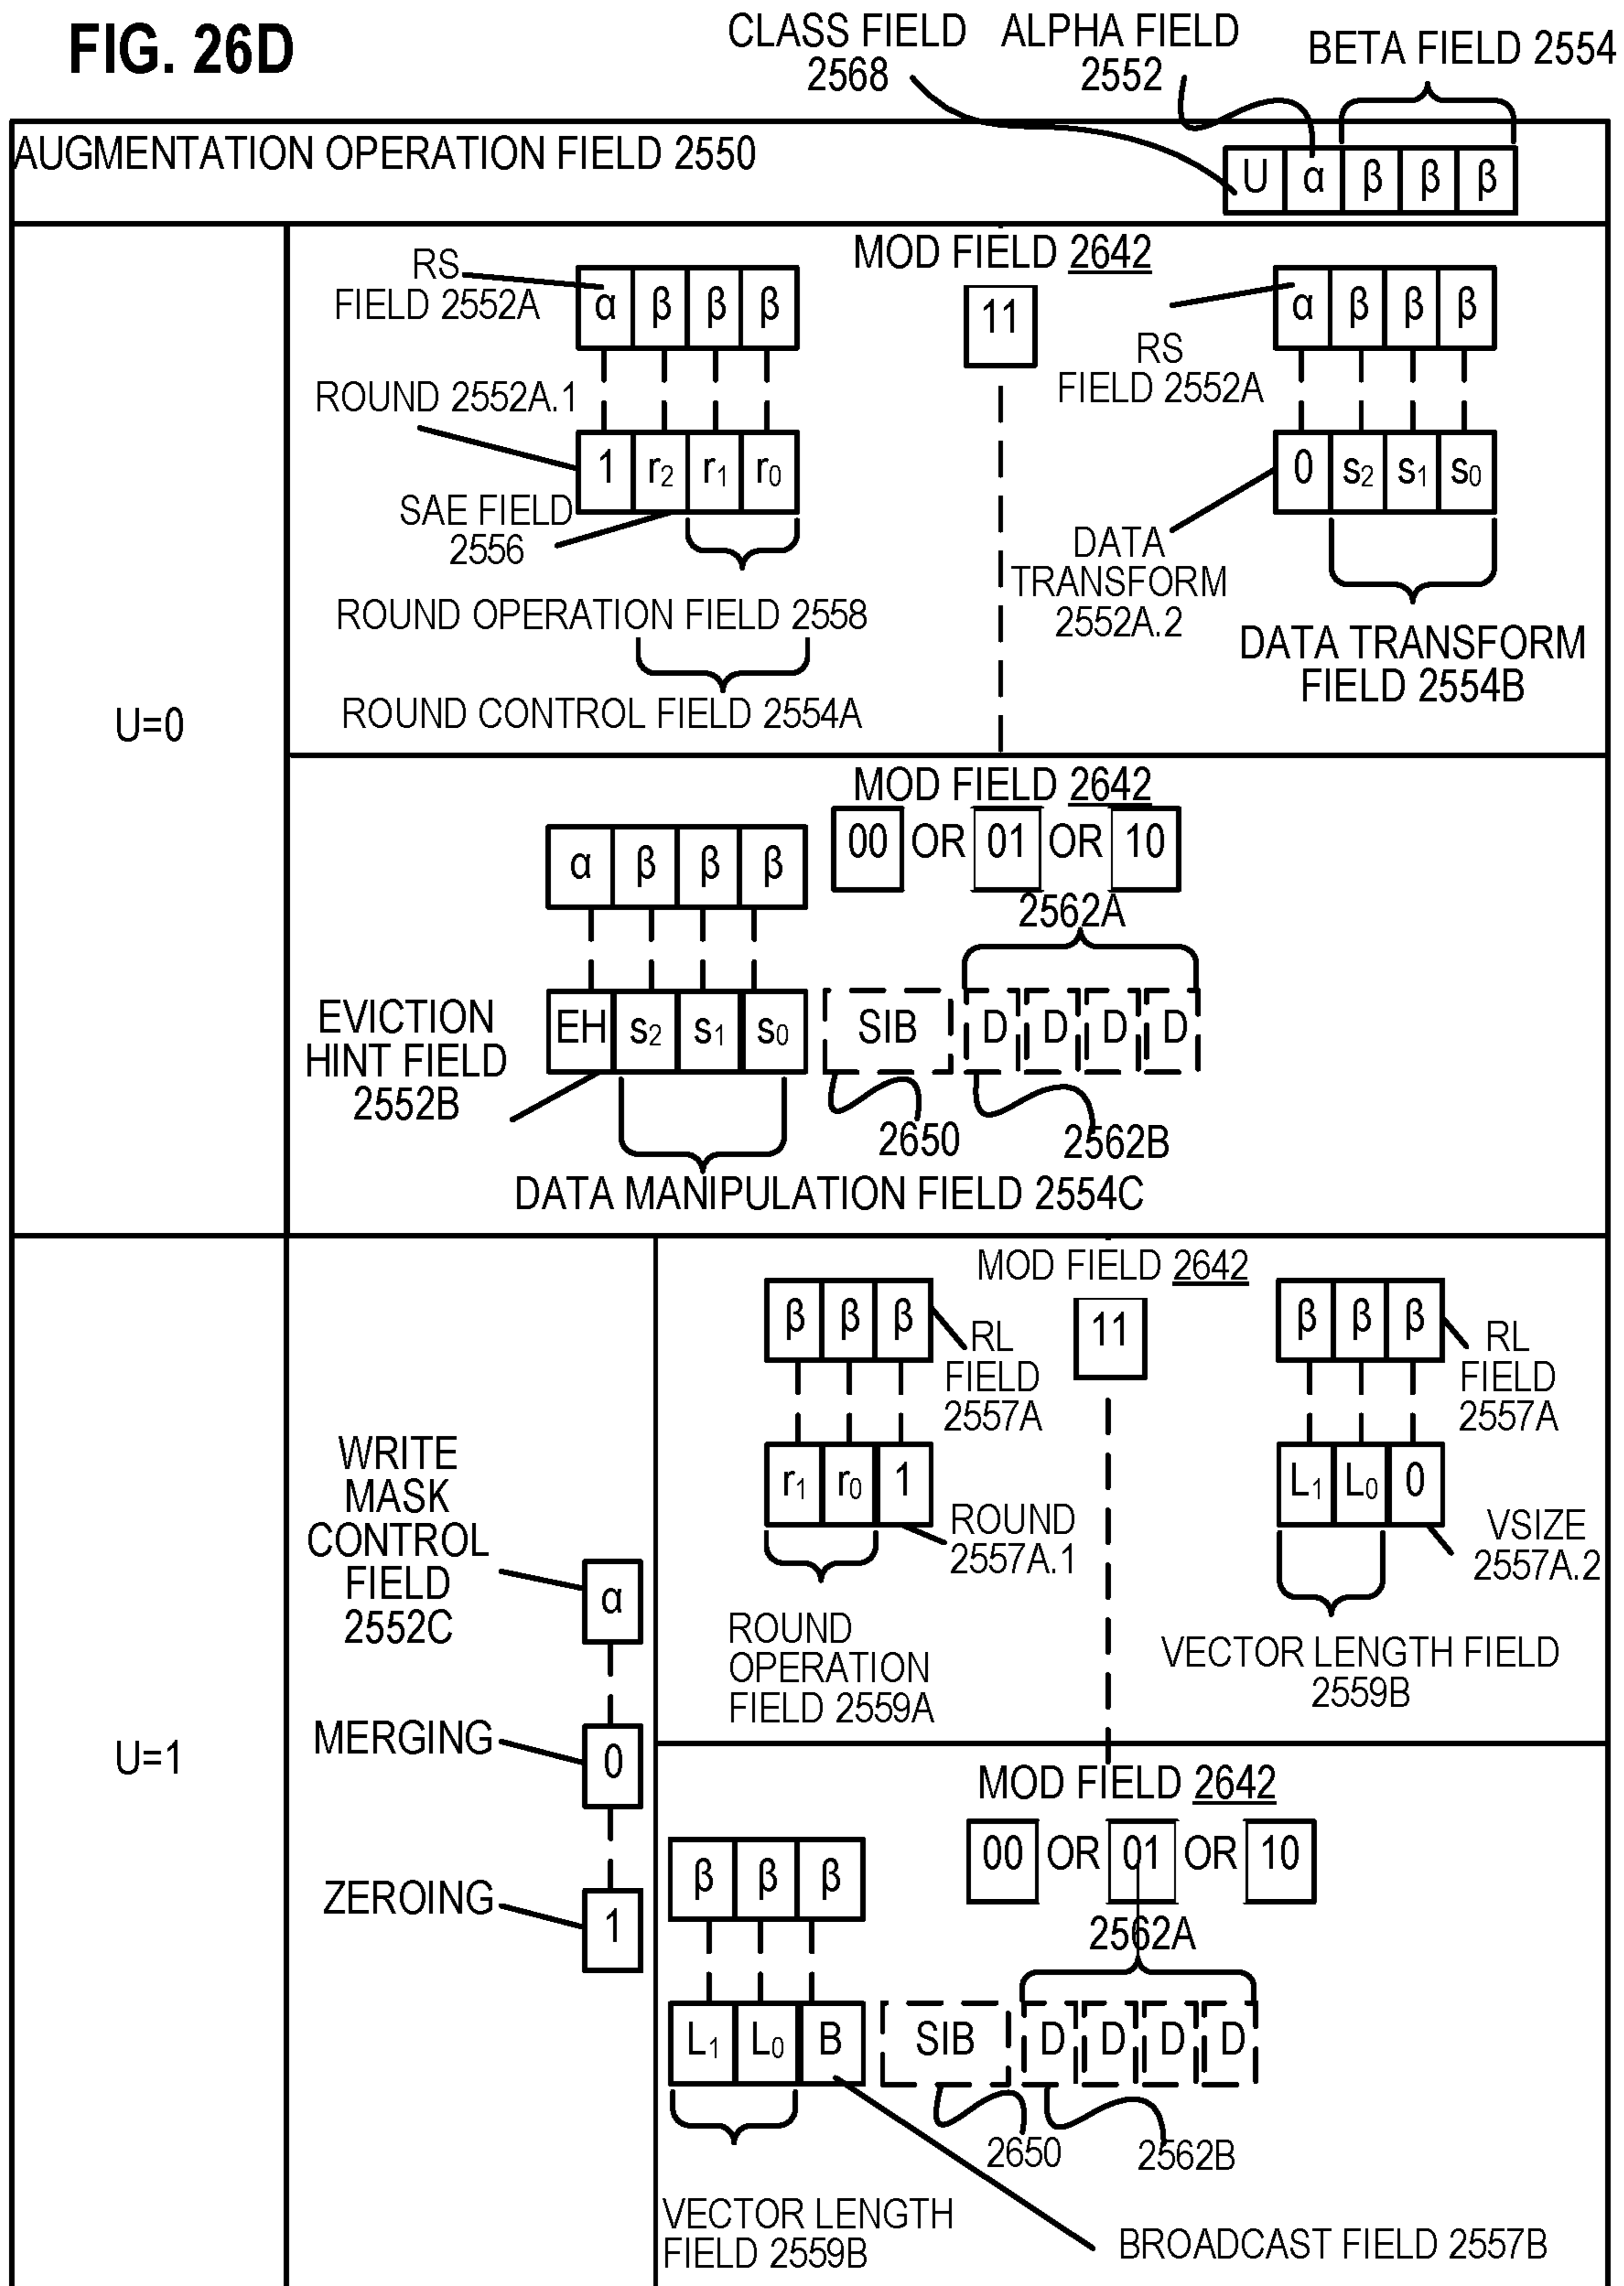 FIG. 26D
CLASS FIELD
2568
ALPHA FIELD
2552
BETA FIELD 2554
AUGMENTATION OPERATION FIELD 2550
U α β β β
U=0
MOD FIELD 2642
11
RS
FIELD 2552A
α β β β
ROUND 2552A.1
1 r2 r1 r0
SAE FIELD
2556
ROUND OPERATION FIELD 2558
ROUND CONTROL FIELD 2554A
α β β β
RS
FIELD 2552A
0 s2 s1 s0
DATA
TRANSFORM
2552A.2
DATA TRANSFORM
FIELD 2554B
MOD FIELD 2642
00 OR 01 OR 10
α β β β
2562A
EVICTION
HINT FIELD
2552B
EH s2 s1 s0 SIB D D D D
2650
2562B
DATA MANIPULATION FIELD 2554C
U=1
WRITE
MASK
CONTROL
FIELD
2552C
α
MERGING
0
ZEROING
1
MOD FIELD 2642
11
β β β
RL
FIELD
2557A
r1 r0 1
ROUND
2557A.1
ROUND
OPERATION
FIELD 2559A
β β β
RL
FIELD
2557A
L1 L0 0
VSIZE
2557A.2
VECTOR LENGTH FIELD
2559B
MOD FIELD 2642
00 OR 01 OR 10
β β β
2562A
L1 L0 B SIB D D D D
2650
2562B
VECTOR LENGTH
FIELD 2559B
BROADCAST FIELD 2557B